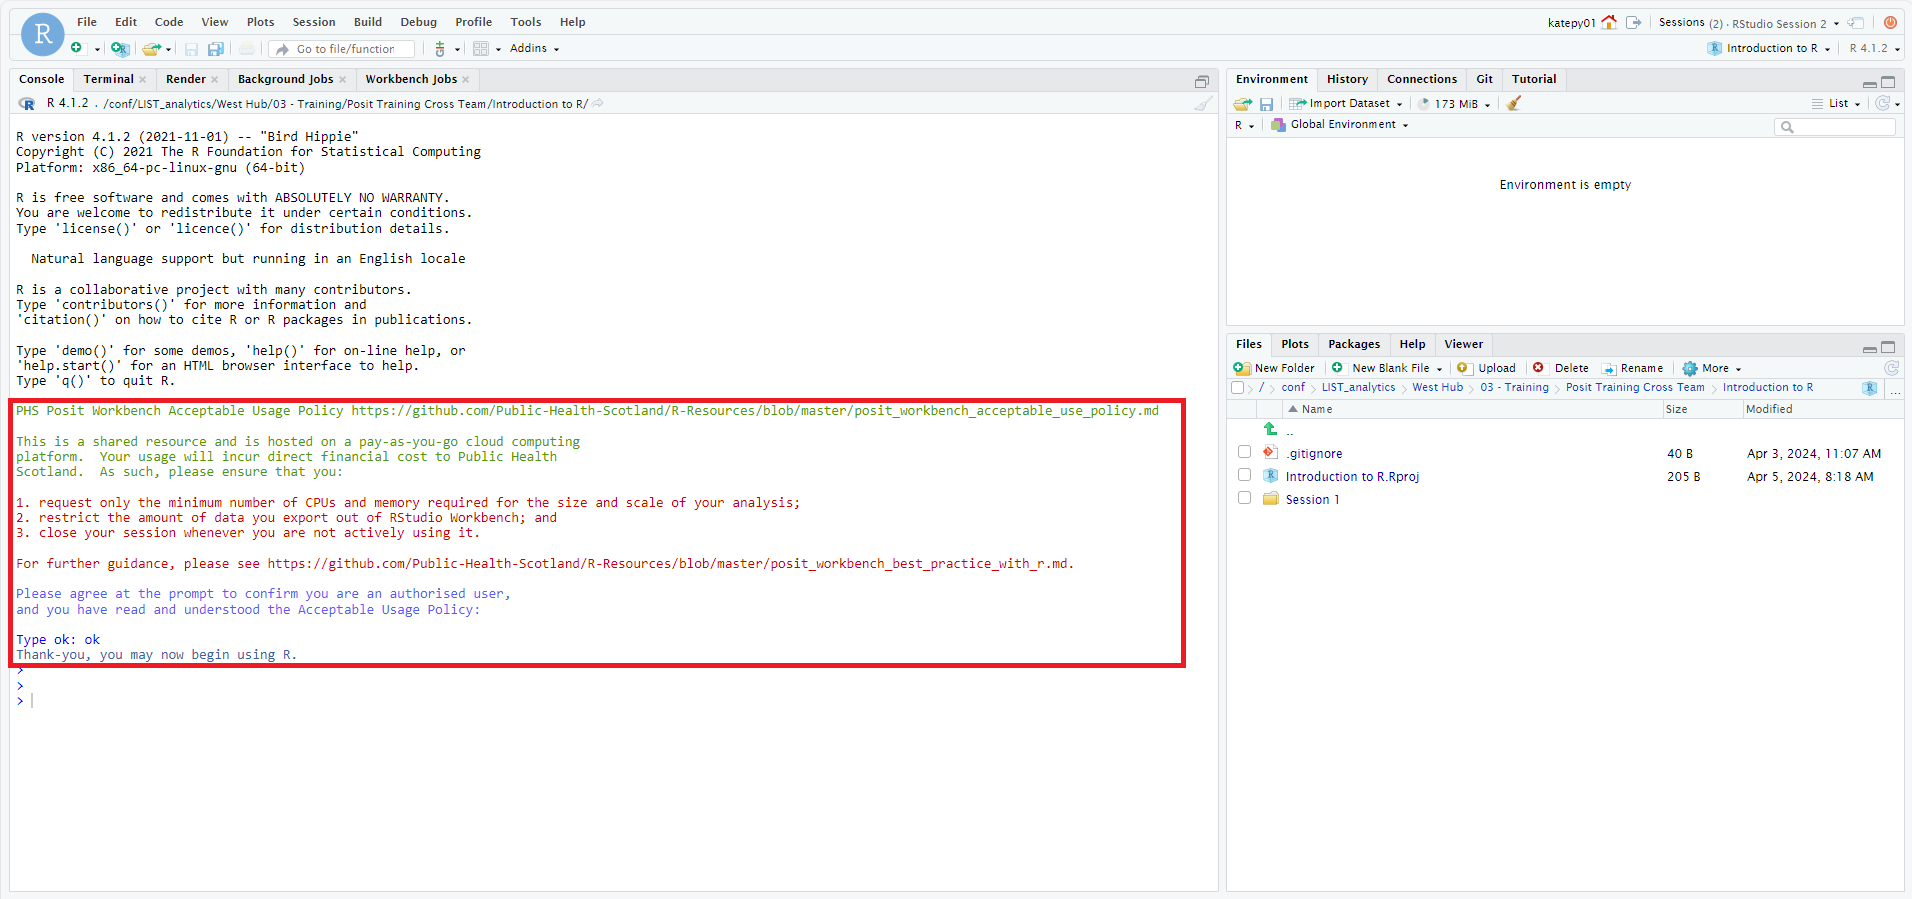 R
File Edit Code View Plots Session Build Debug Profile Tools Help
katepy01 Sessions (2) · RStudio Session 2
Go to file/function Addins
Introduction to R R 4.1.2
Console Terminal Render Background Jobs Workbench Jobs
R 4.1.2 . /conf/LIST_analytics/West Hub/03 - Training/Posit Training Cross Team/Introduction to R/
R version 4.1.2 (2021-11-01) -- "Bird Hippie"
Copyright (C) 2021 The R Foundation for Statistical Computing
Platform: x86_64-pc-linux-gnu (64-bit)
R is free software and comes with ABSOLUTELY NO WARRANTY.
You are welcome to redistribute it under certain conditions.
Type 'license()' or 'licence()' for distribution details.
Natural language support but running in an English locale
R is a collaborative project with many contributors.
Type 'contributors()' for more information and
'citation()' on how to cite R or R packages in publications.
Type 'demo()' for some demos, 'help()' for on-line help, or
'help.start()' for an HTML browser interface to help.
Type 'q()' to quit R.
PHS Posit Workbench Acceptable Usage Policy https://github.com/Public-Health-Scotland/R-Resources/blob/master/posit_workbench_acceptable_use_policy.md
This is a shared resource and is hosted on a pay-as-you-go cloud computing
platform.  Your usage will incur direct financial cost to Public Health
Scotland.  As such, please ensure that you:
1. request only the minimum number of CPUs and memory required for the size and scale of your analysis;
2. restrict the amount of data you export out of RStudio Workbench; and
3. close your session whenever you are not actively using it.
For further guidance, please see https://github.com/Public-Health-Scotland/R-Resources/blob/master/posit_workbench_best_practice_with_r.md.
Please agree at the prompt to confirm you are an authorised user,
and you have read and understood the Acceptable Usage Policy:
Type ok: ok
Thank-you, you may now begin using R.
>
>
>
Environment History Connections Git Tutorial
Import Dataset 173 MiB List
R Global Environment
Environment is empty
Files Plots Packages Help Viewer
New Folder New Blank File Upload Delete Rename More
/ conf LIST_analytics West Hub 03 - Training Posit Training Cross Team Introduction to R R ...
Name Size Modified
..
.gitignore 40 B Apr 3, 2024, 11:07 AM
Introduction to R.Rproj 205 B Apr 5, 2024, 8:18 AM
Session 1